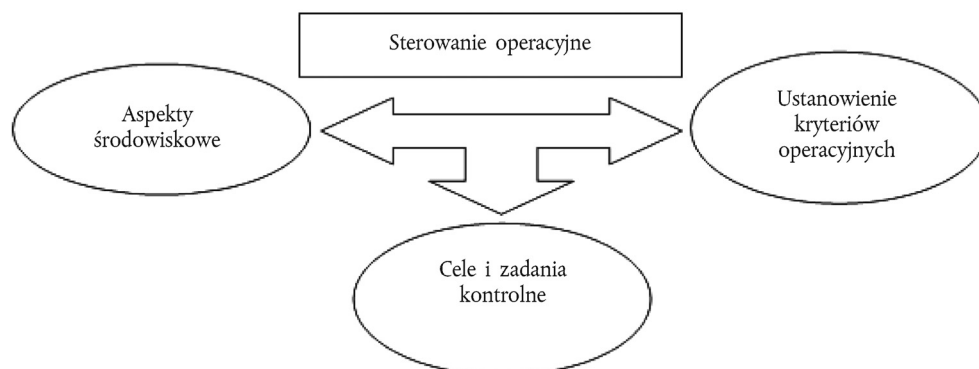 Sterowanie operacyjne
Aspekty
środowiskowe
Ustanowienie
kryteriów
operacyjnych
Cele i zadania
kontrolne